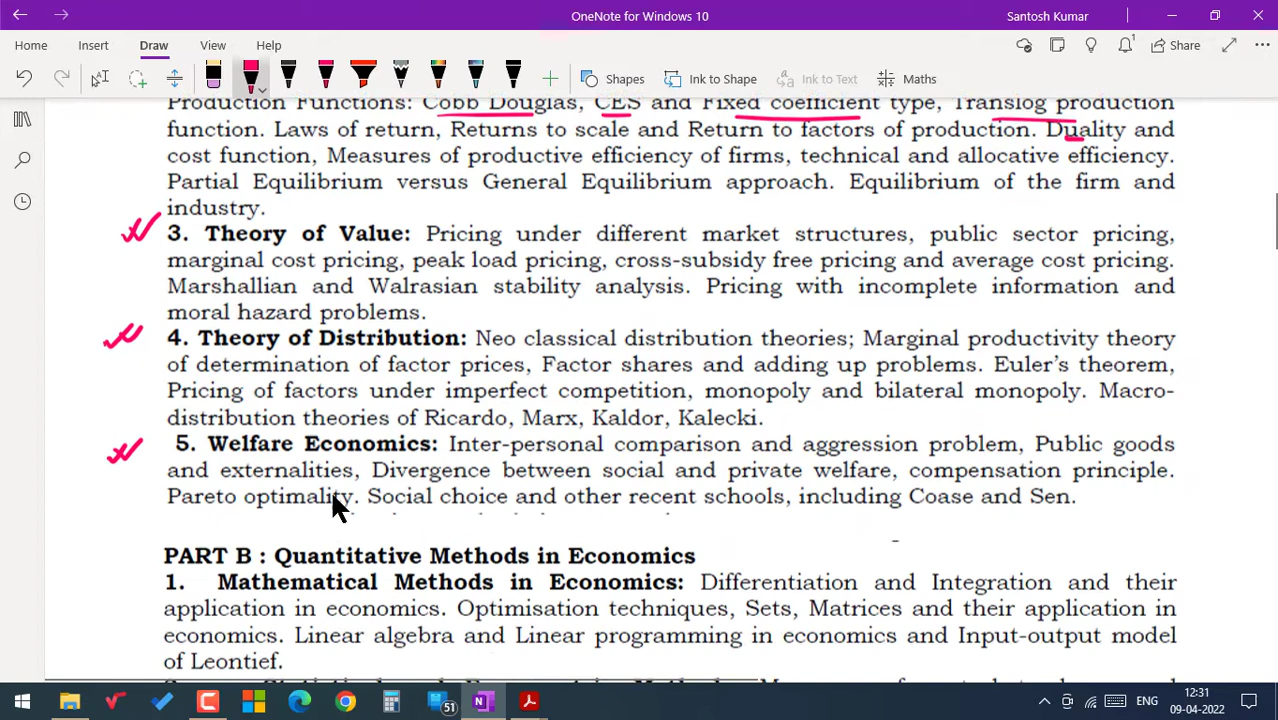 OneNote for Windows 10
Santosh Kumar
Home Insert Draw View Help
Share
Shapes Ink to Shape Ink to Text Maths
Production Functions: Cobb Douglas, CES and Fixed coefficient type, Translog production
function. Laws of return, Returns to scale and Return to factors of production. Duality and
cost function, Measures of productive efficiency of firms, technical and allocative efficiency.
Partial Equilibrium versus General Equilibrium approach. Equilibrium of the firm and
industry.
3. Theory of Value: Pricing under different market structures, public sector pricing,
marginal cost pricing, peak load pricing, cross-subsidy free pricing and average cost pricing.
Marshallian and Walrasian stability analysis. Pricing with incomplete information and
moral hazard problems.
4. Theory of Distribution: Neo classical distribution theories; Marginal productivity theory
of determination of factor prices, Factor shares and adding up problems. Euler's theorem,
Pricing of factors under imperfect competition, monopoly and bilateral monopoly. Macro-
distribution theories of Ricardo, Marx, Kaldor, Kalecki.
5. Welfare Economics: Inter-personal comparison and aggression problem, Public goods
and externalities, Divergence between social and private welfare, compensation principle.
Pareto optimality. Social choice and other recent schools, including Coase and Sen.
PART B : Quantitative Methods in Economics
1. Mathematical Methods in Economics: Differentiation and Integration and their
application in economics. Optimisation techniques, Sets, Matrices and their application in
economics. Linear algebra and Linear programming in economics and Input-output model
of Leontief.
51
ENG
12:31
09-04-2022